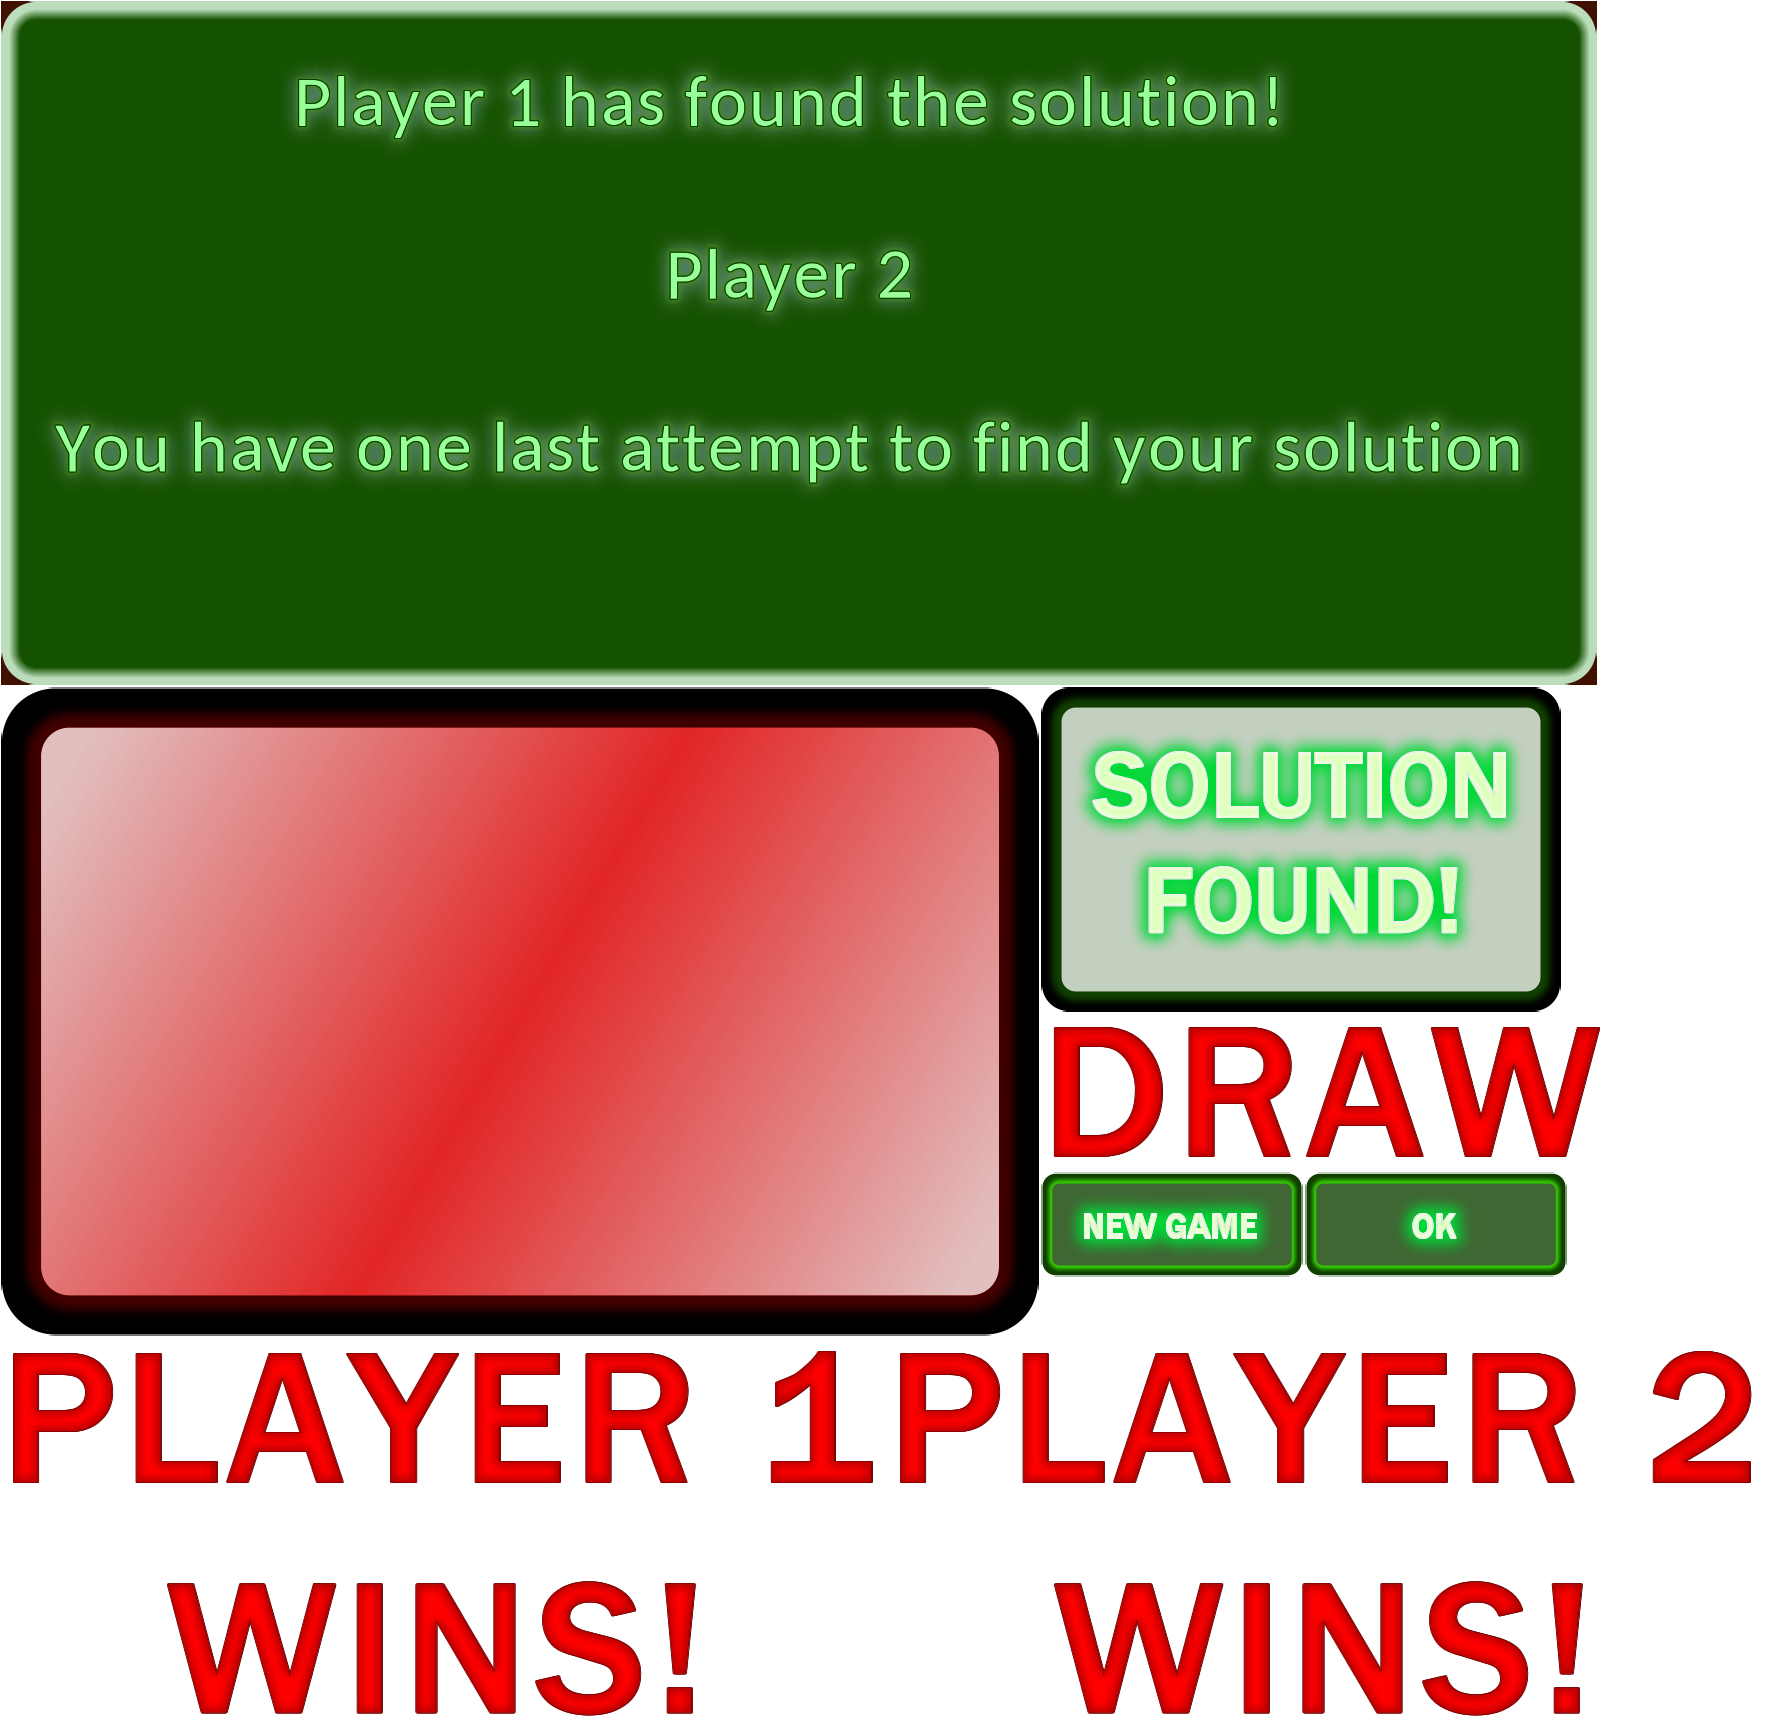 Player 1 has found the solution!
Player 2
You have one last attempt to find your solution
SOLUTION
FOUND!
DRAW
NEW GAME
OK
PLAYER 1
WINS!
PLAYER 2
WINS!